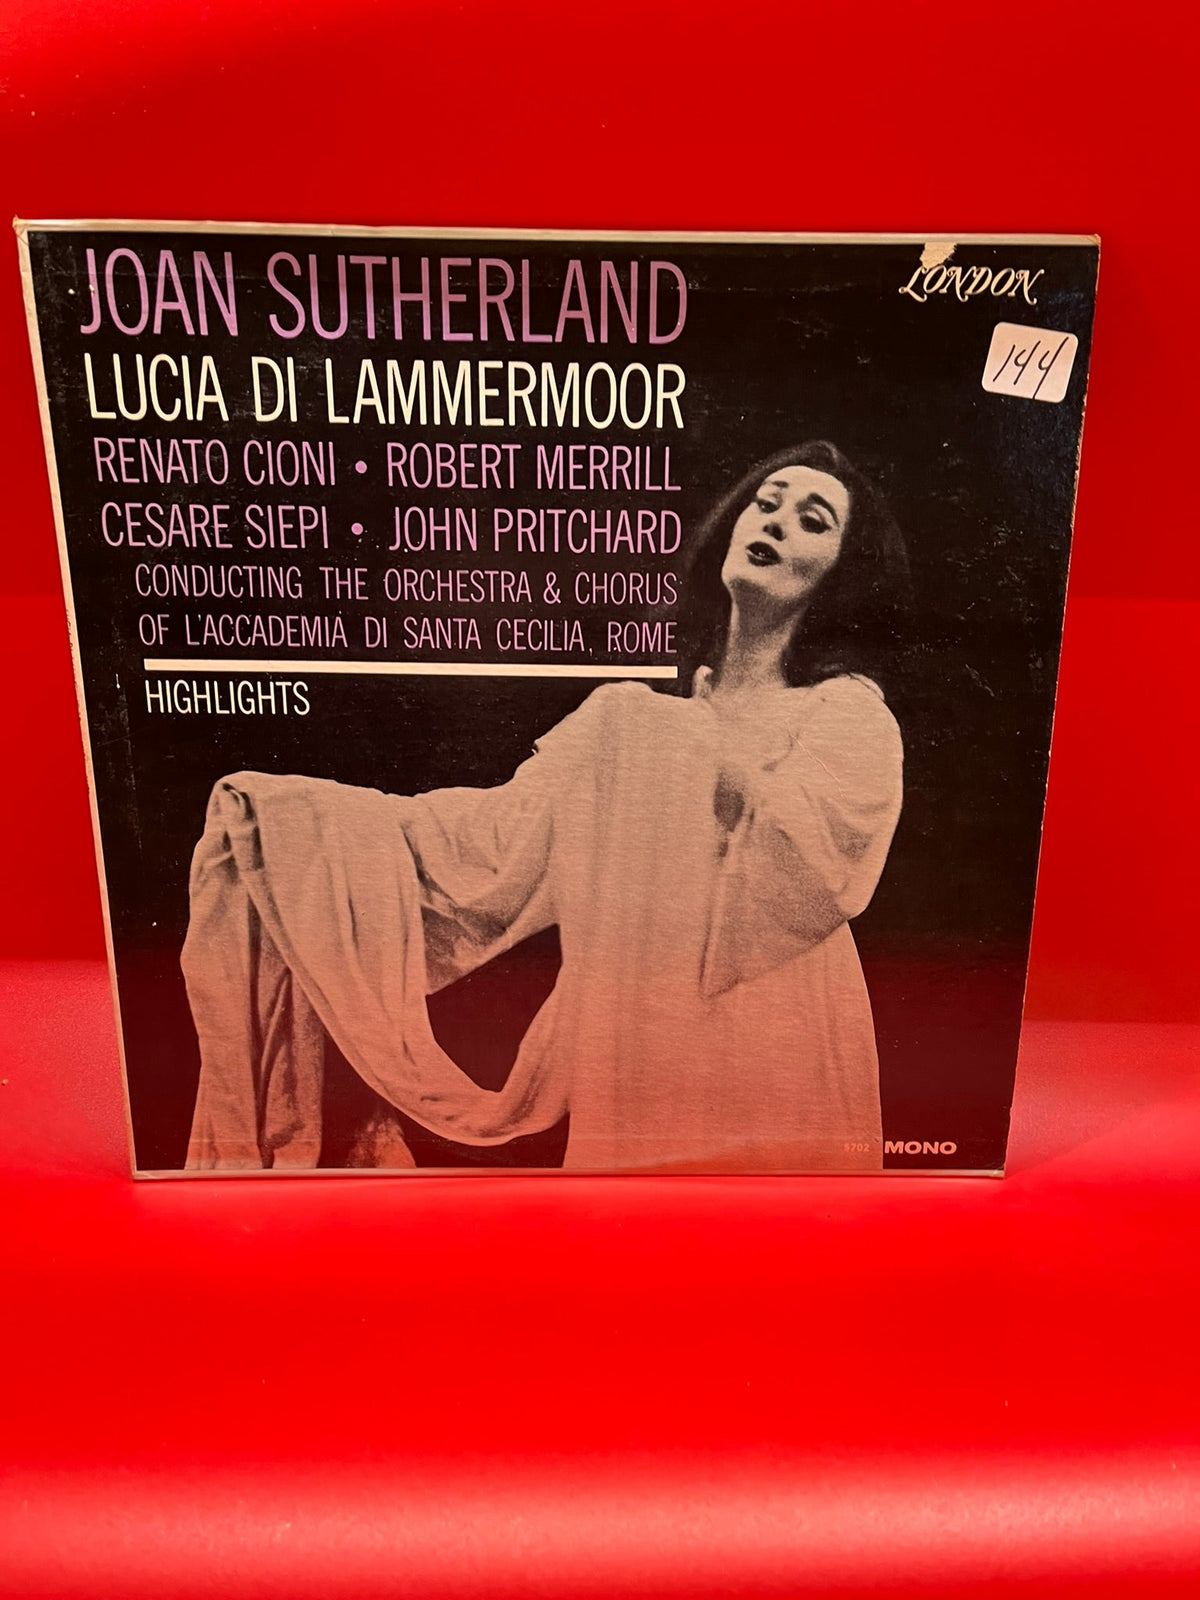 JOAN SUTHERLAND
LONDON
144
LUCIA DI LAMMERMOOR
RENATO CIONI • ROBERT MERRILL
CESARE SIEPI • JOHN PRITCHARD
CONDUCTING THE ORCHESTRA & CHORUS
OF L'ACCADEMIA DI SANTA CECILIA, ROME
HIGHLIGHTS
5702 MONO